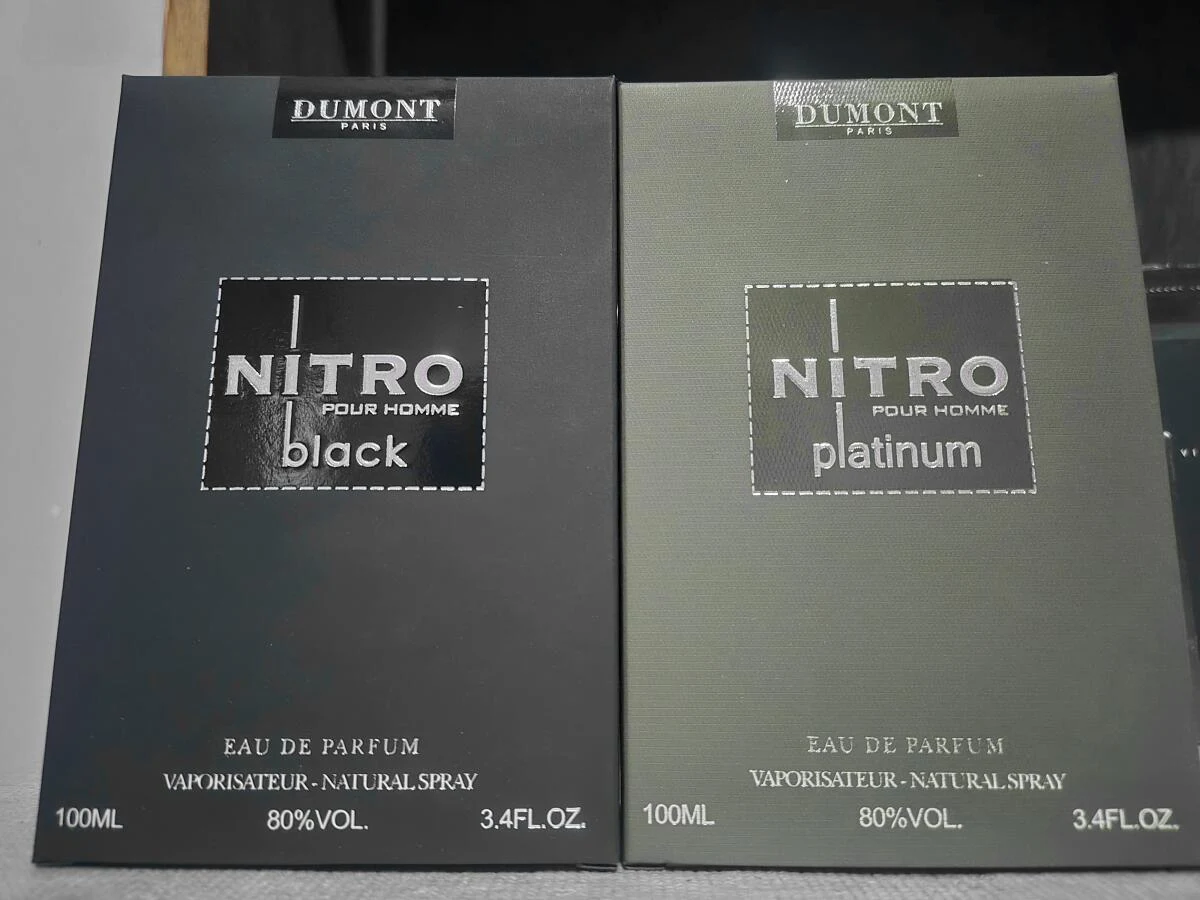 DUMONT
PARIS
NITRO
POUR HOMME
black
EAU DE PARFUM
VAPORISATEUR - NATURAL SPRAY
100ML 80%VOL. 3.4FL.OZ.
DUMONT
PARIS
NITRO
POUR HOMME
platinum
EAU DE PARFUM
VAPORISATEUR - NATURAL SPRAY
100ML 80%VOL. 3.4FL.OZ.